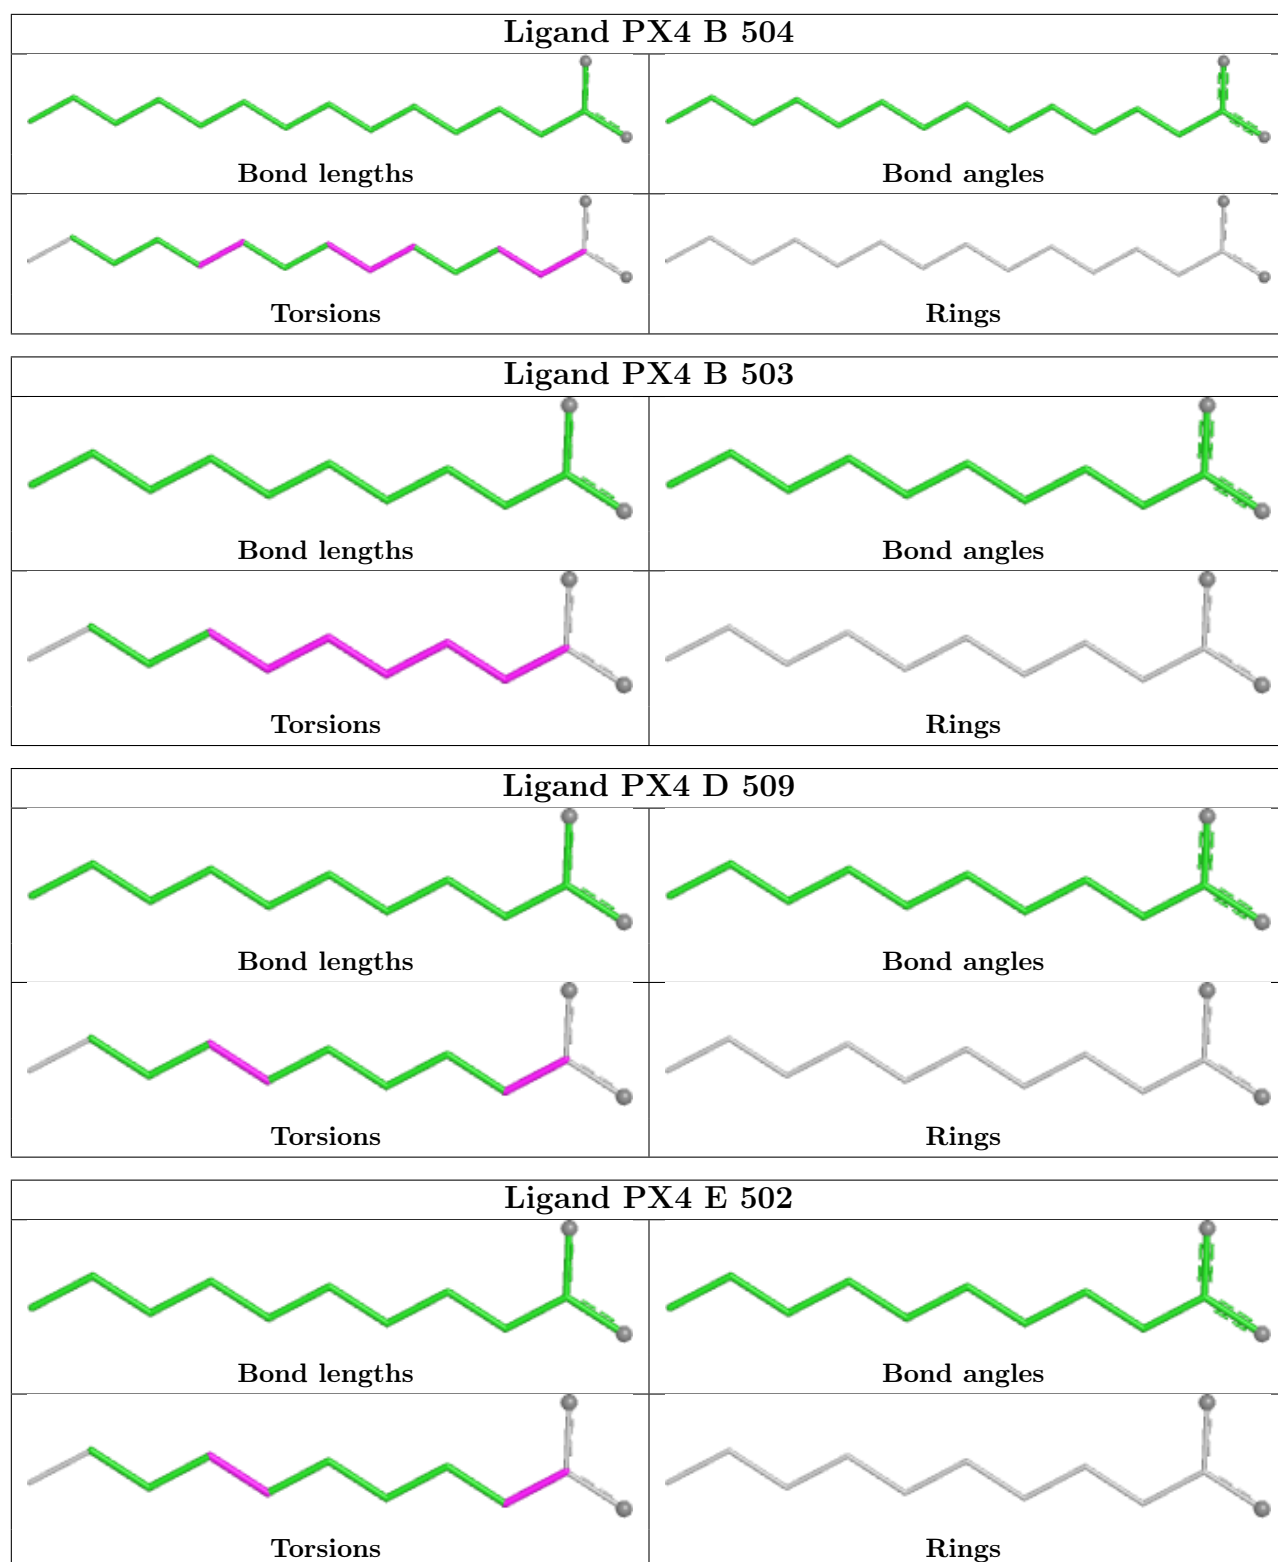 Ligand PX4 B 504
Bond lengths
Bond angles
Torsions
Rings
Ligand PX4 B 503
Bond lengths
Bond angles
Torsions
Rings
Ligand PX4 D 509
Bond lengths
Bond angles
Torsions
Rings
Ligand PX4 E 502
Bond lengths
Bond angles
Torsions
Rings